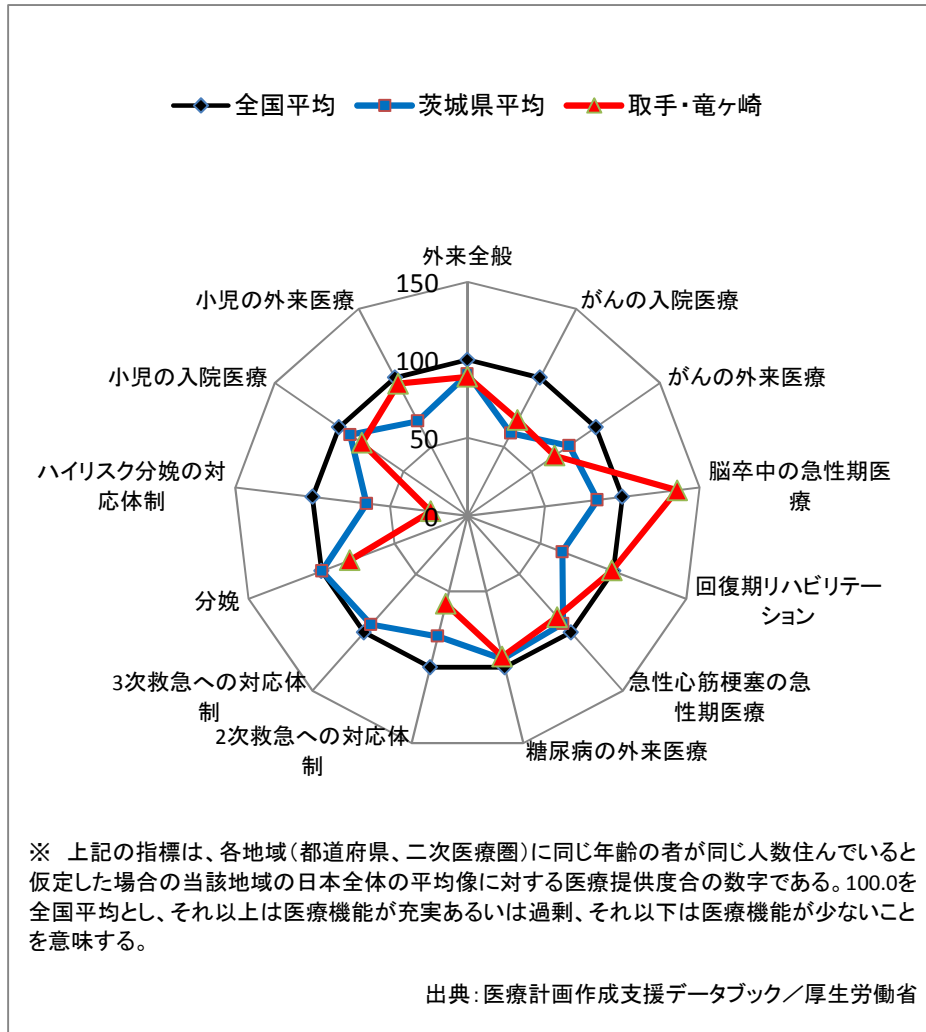 全国平均 茨城県平均 取手・竜ヶ崎
外来全般
150
小児の外来医療
がんの入院医療
100
小児の入院医療
がんの外来医療
50
ハイリスク分娩の対
応体制
脳卒中の急性期医
療
0
分娩
回復期リハビリテー
ション
3次救急への対応体
制
急性心筋梗塞の急
性期医療
2次救急への対応体
制
糖尿病の外来医療
※ 上記の指標は、各地域(都道府県、二次医療圏)に同じ年齢の者が同じ人数住んでいると
仮定した場合の当該地域の日本全体の平均像に対する医療提供度合の数字である。100.0を
全国平均とし、それ以上は医療機能が充実あるいは過剰、それ以下は医療機能が少ないこと
を意味する。
出典:医療計画作成支援データブック/厚生労働省